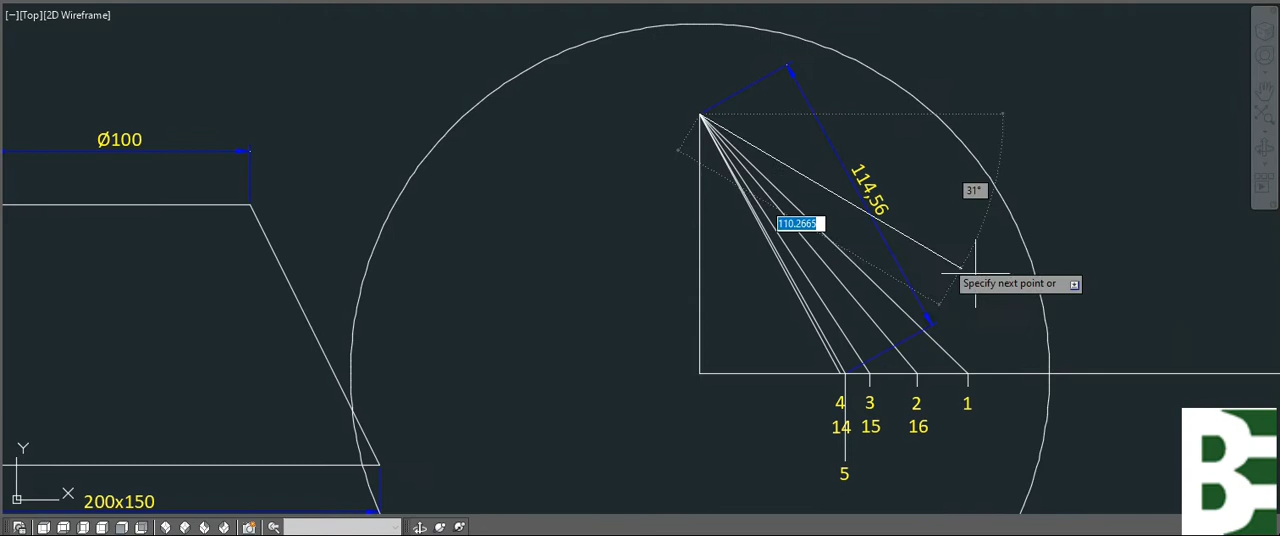 [−][Top][2D Wireframe]
Ø100
114,56
31°
110.2665
Specify next point or
4 3 2 1
14 15 16
5
Y
X
200x150
BE